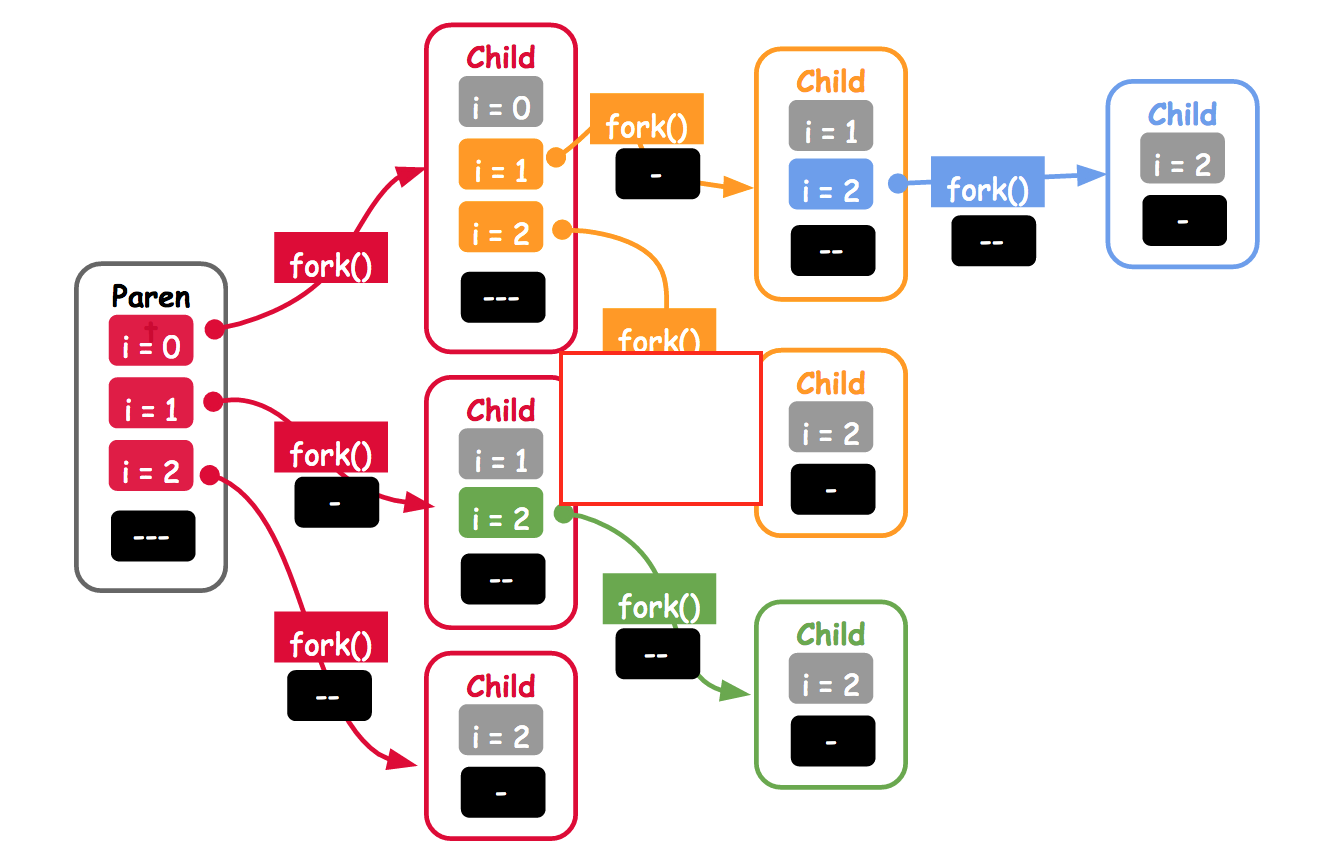 Paren
t
i = 0
i = 1
i = 2
---
fork()
fork()
-
fork()
--
Child
i = 0
i = 1
i = 2
---
Child
i = 1
i = 2
--
Child
i = 2
-
fork()
-
fork()
fork()
--
Child
i = 1
i = 2
--
Child
i = 2
-
Child
i = 2
-
fork()
--
Child
i = 2
-